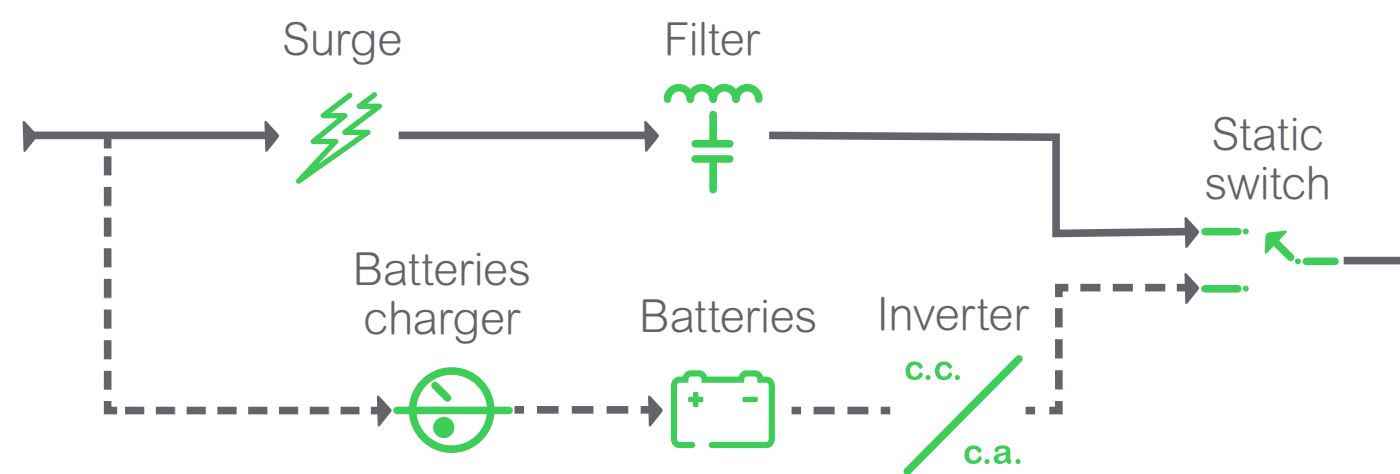 Surge
Filter
Static
switch
Batteries
charger
Batteries
Inverter
c.c.
c.a.